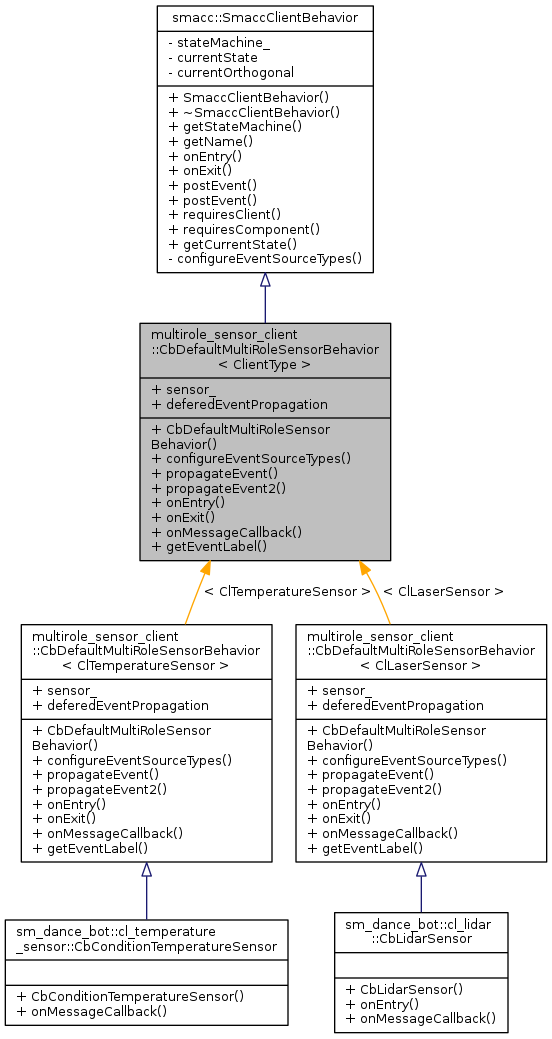 smacc::SmaccClientBehavior
- stateMachine_
- currentState
- currentOrthogonal
+ SmaccClientBehavior()
+ ~SmaccClientBehavior()
+ getStateMachine()
+ getName()
+ onEntry()
+ onExit()
+ postEvent()
+ postEvent()
+ requiresClient()
+ requiresComponent()
+ getCurrentState()
- configureEventSourceTypes()
multirole_sensor_client
::CbDefaultMultiRoleSensorBehavior
< ClientType >
+ sensor_
+ deferedEventPropagation
+ CbDefaultMultiRoleSensor
Behavior()
+ configureEventSourceTypes()
+ propagateEvent()
+ propagateEvent2()
+ onEntry()
+ onExit()
+ onMessageCallback()
+ getEventLabel()
< ClTemperatureSensor >
< ClLaserSensor >
multirole_sensor_client
::CbDefaultMultiRoleSensorBehavior
< ClTemperatureSensor >
+ sensor_
+ deferedEventPropagation
+ CbDefaultMultiRoleSensor
Behavior()
+ configureEventSourceTypes()
+ propagateEvent()
+ propagateEvent2()
+ onEntry()
+ onExit()
+ onMessageCallback()
+ getEventLabel()
multirole_sensor_client
::CbDefaultMultiRoleSensorBehavior
< ClLaserSensor >
+ sensor_
+ deferedEventPropagation
+ CbDefaultMultiRoleSensor
Behavior()
+ configureEventSourceTypes()
+ propagateEvent()
+ propagateEvent2()
+ onEntry()
+ onExit()
+ onMessageCallback()
+ getEventLabel()
sm_dance_bot::cl_temperature
_sensor::CbConditionTemperatureSensor
+ CbConditionTemperatureSensor()
+ onMessageCallback()
sm_dance_bot::cl_lidar
::CbLidarSensor
+ CbLidarSensor()
+ onEntry()
+ onMessageCallback()